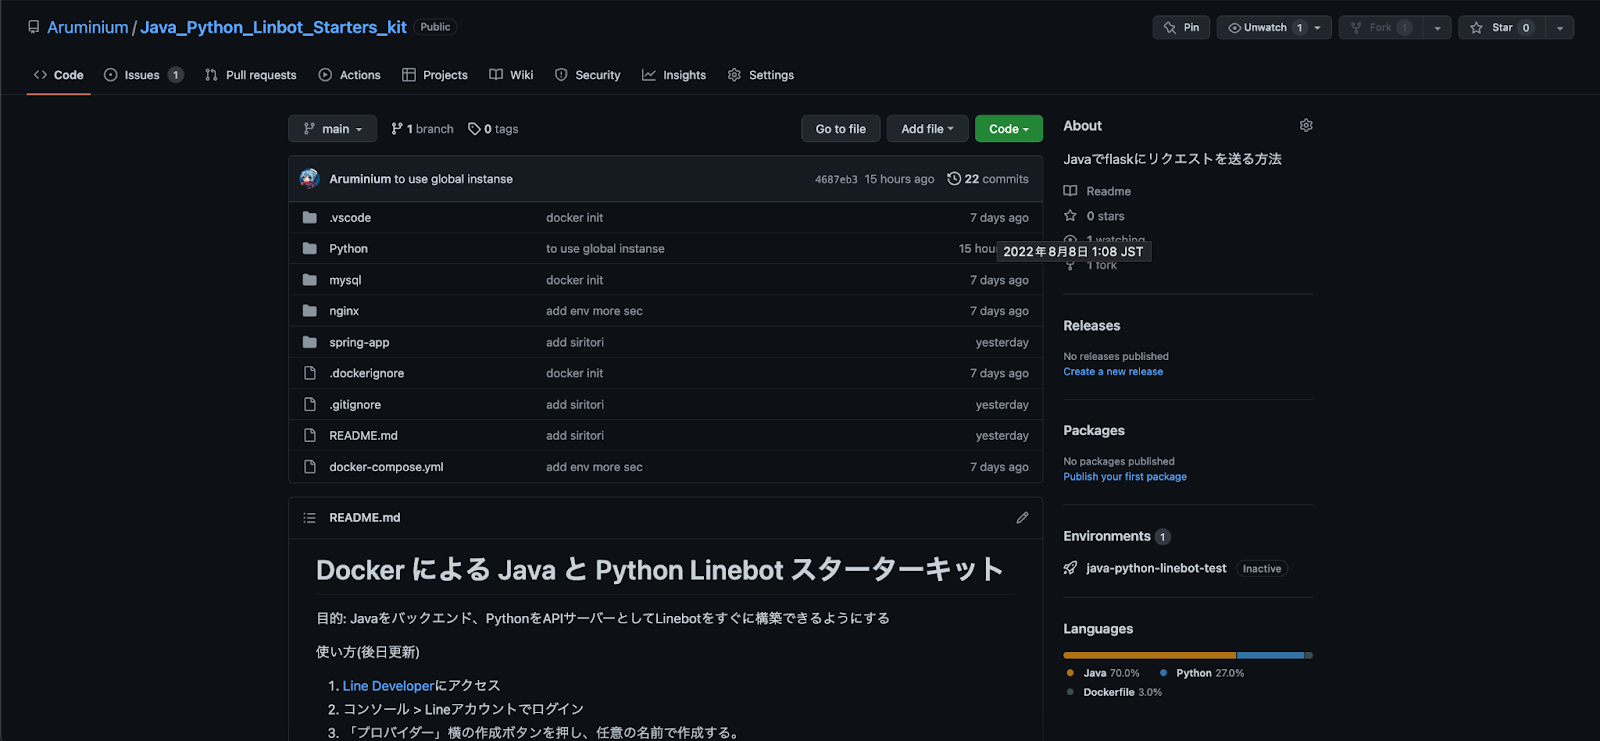 Aruminium / Java_Python_Linbot_Starters_kit Public
Pin Unwatch 1 Fork 1 Star 0
Code Issues 1 Pull requests Actions Projects Wiki Security Insights Settings
main 1 branch 0 tags Go to file Add file Code
Aruminium to use global instanse 4687eb3 15 hours ago 22 commits
.vscode docker init 7 days ago
Python to use global instanse 15 hou
mysql docker init 7 days ago
nginx add env more sec 7 days ago
spring-app add siritori yesterday
.dockerignore docker init 7 days ago
.gitignore add siritori yesterday
README.md add siritori yesterday
docker-compose.yml add env more sec 7 days ago
README.md
Docker による Java と Python Linebot スターターキット
目的: Javaをバックエンド、PythonをAPIサーバーとしてLinebotをすぐに構築できるようにする
使い方(後日更新)
1. Line Developerにアクセス
2. コンソール > Lineアカウントでログイン
3. 「プロバイダー」横の作成ボタンを押し、任意の名前で作成する。
About
Javaでflaskにリクエストを送る方法
Readme
0 stars
1 watching
2022年8月8日 1:08 JST
1 fork
Releases
No releases published
Create a new release
Packages
No packages published
Publish your first package
Environments 1
java-python-linebot-test Inactive
Languages
Java 70.0% Python 27.0%
Dockerfile 3.0%